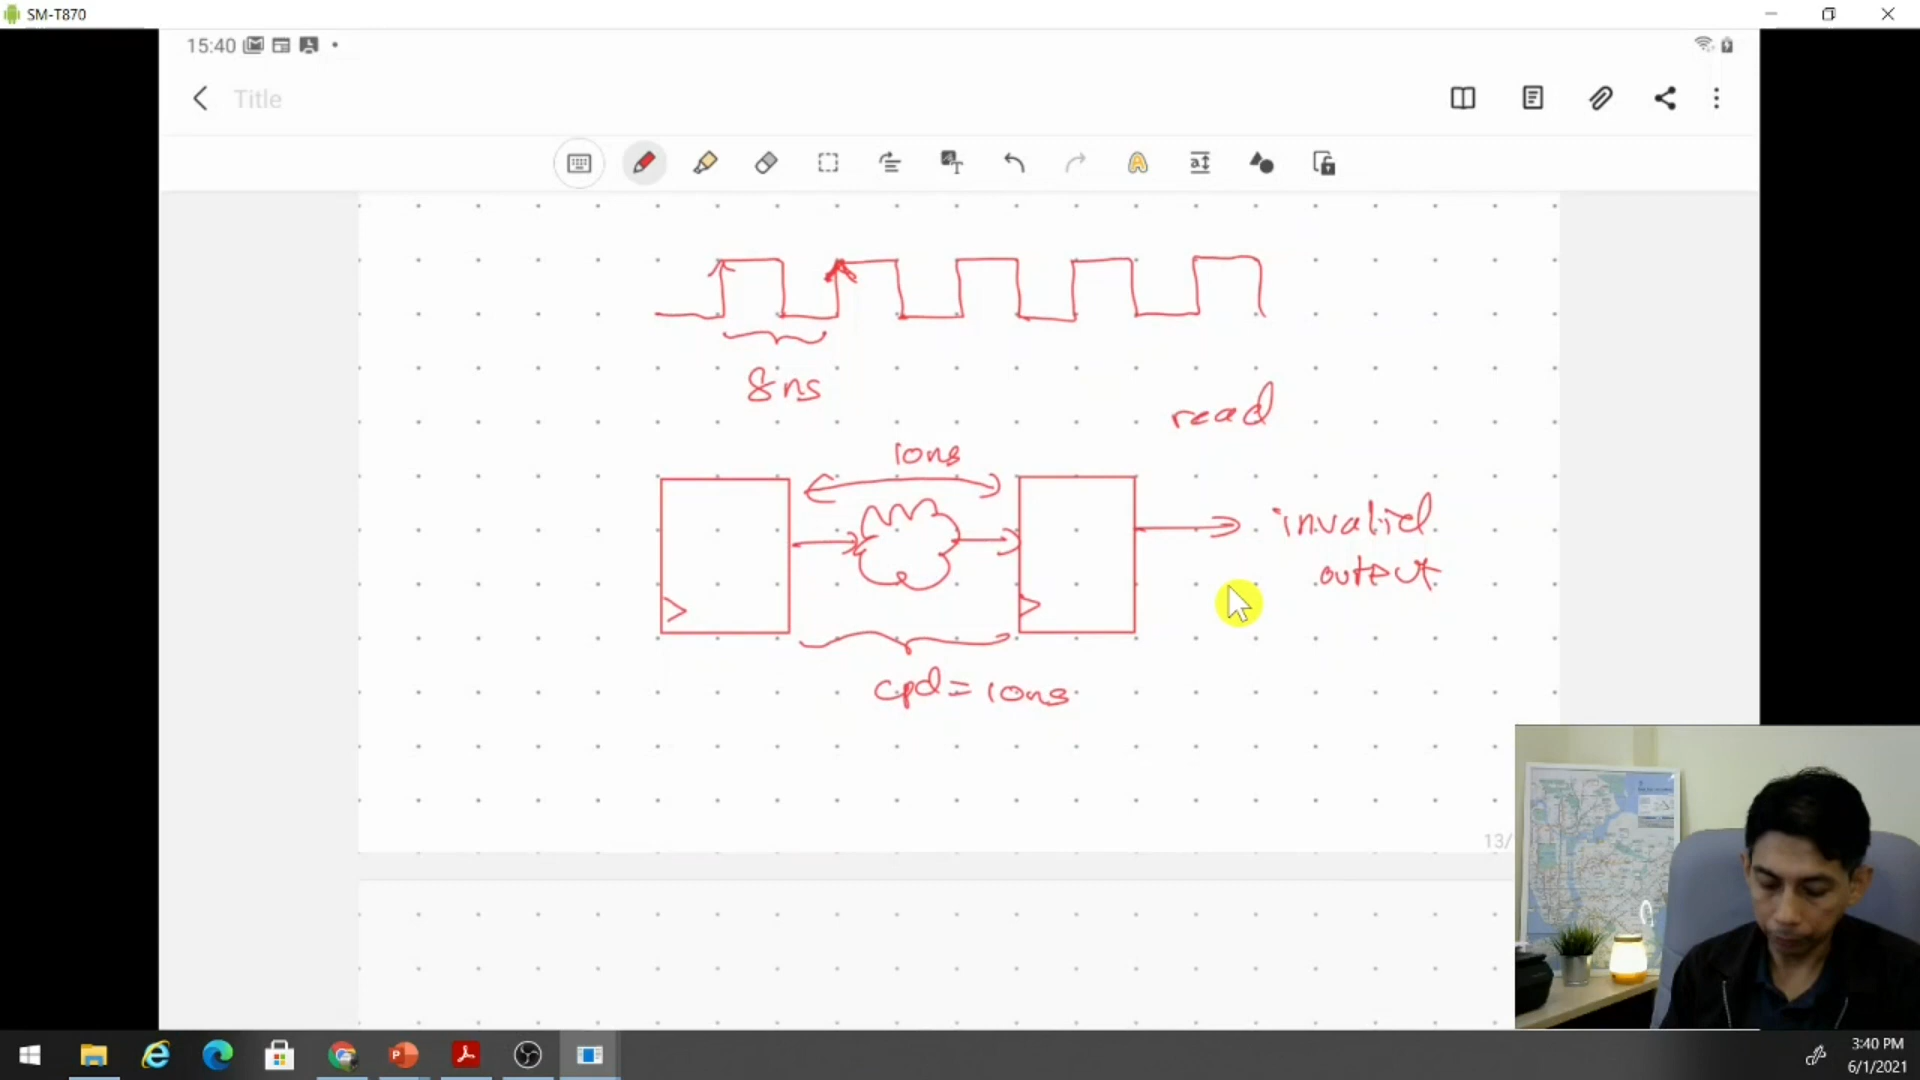 SM-T870
15:40
Title
8ns
read
10ns
invalid
output
cpd = 10ns
13/
3:40 PM
6/1/2021